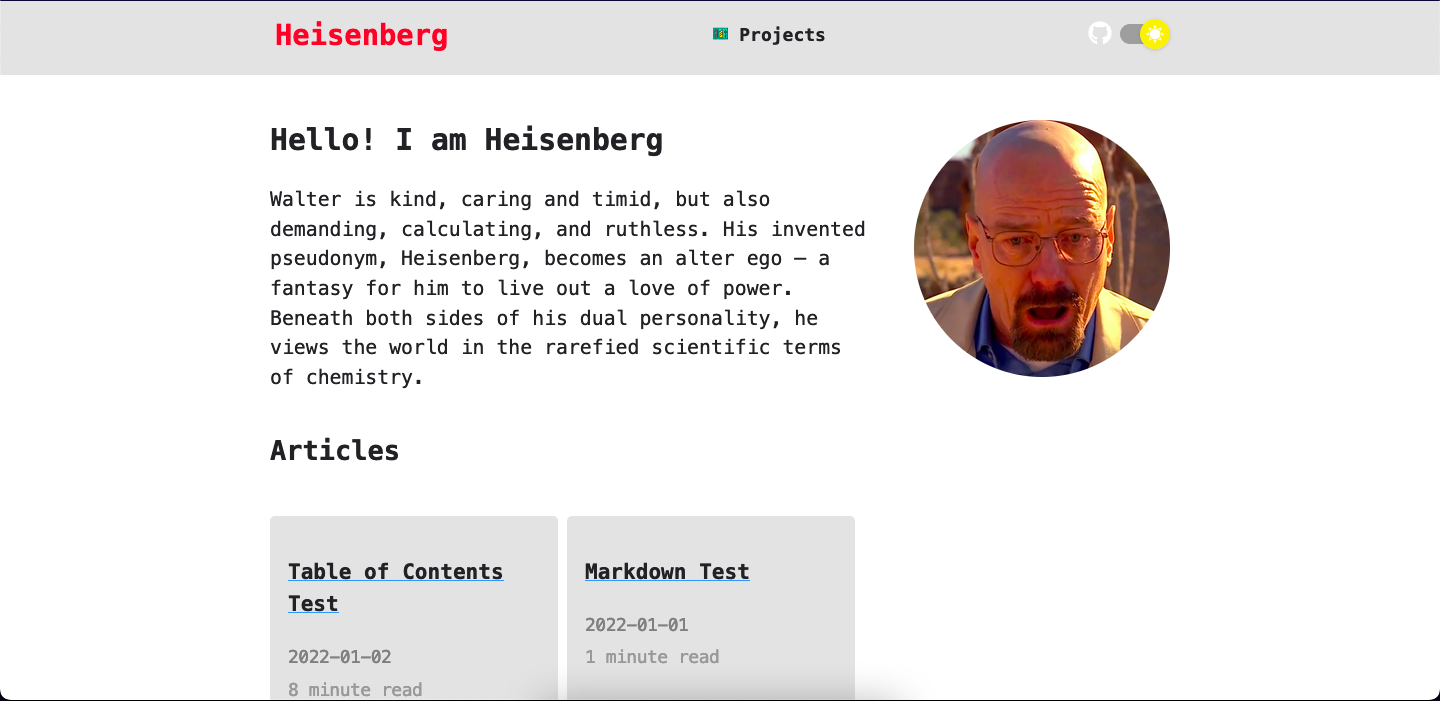 Heisenberg
Projects
Hello! I am Heisenberg
Walter is kind, caring and timid, but also
demanding, calculating, and ruthless. His invented
pseudonym, Heisenberg, becomes an alter ego — a
fantasy for him to live out a love of power.
Beneath both sides of his dual personality, he
views the world in the rarefied scientific terms
of chemistry.
Articles
Table of Contents
Test
2022-01-02
8 minute read
Markdown Test
2022-01-01
1 minute read